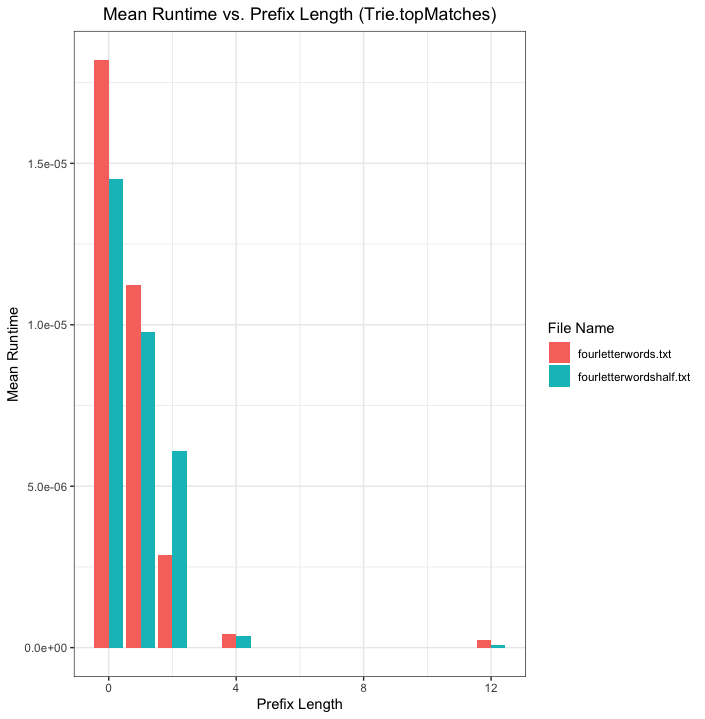 Mean Runtime vs. Prefix Length (Trie.topMatches)
Mean Runtime
1.5e-05
1.0e-05
5.0e-06
0.0e+00
0 4 8 12
Prefix Length
File Name
fourletterwords.txt
fourletterwordshalf.txt